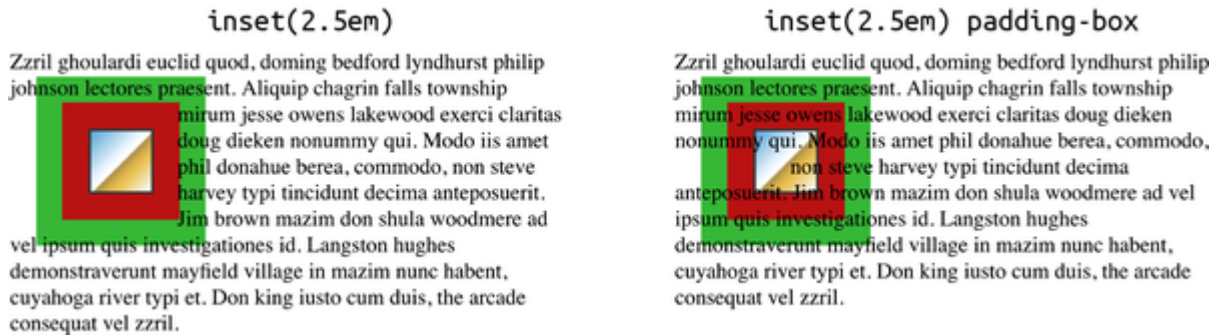 inset(2.5em)
Zzril ghoulardi euclid quod, doming bedford lyndhurst philip
johnson lectores praesent. Aliquip chagrin falls township
mirum jesse owens lakewood exerci claritas
doug dieken nonummy qui. Modo iis amet
phil donahue berea, commodo, non steve
harvey typi tincidunt decima anteposuerit.
Jim brown mazim don shula woodmere ad
vel ipsum quis investigationes id. Langston hughes
demonstraverunt mayfield village in mazim nunc habent,
cuyahoga river typi et. Don king iusto cum duis, the arcade
consequat vel zzril.
inset(2.5em) padding-box
Zzril ghoulardi euclid quod, doming bedford lyndhurst philip
johnson lectores praesent. Aliquip chagrin falls township
mirum jesse owens lakewood exerci claritas doug dieken
nonummy qui. Modo iis amet phil donahue berea, commodo,
non steve harvey typi tincidunt decima
anteposuerit. Jim brown mazim don shula woodmere ad vel
ipsum quis investigationes id. Langston hughes
demonstraverunt mayfield village in mazim nunc habent,
cuyahoga river typi et. Don king iusto cum duis, the arcade
consequat vel zzril.